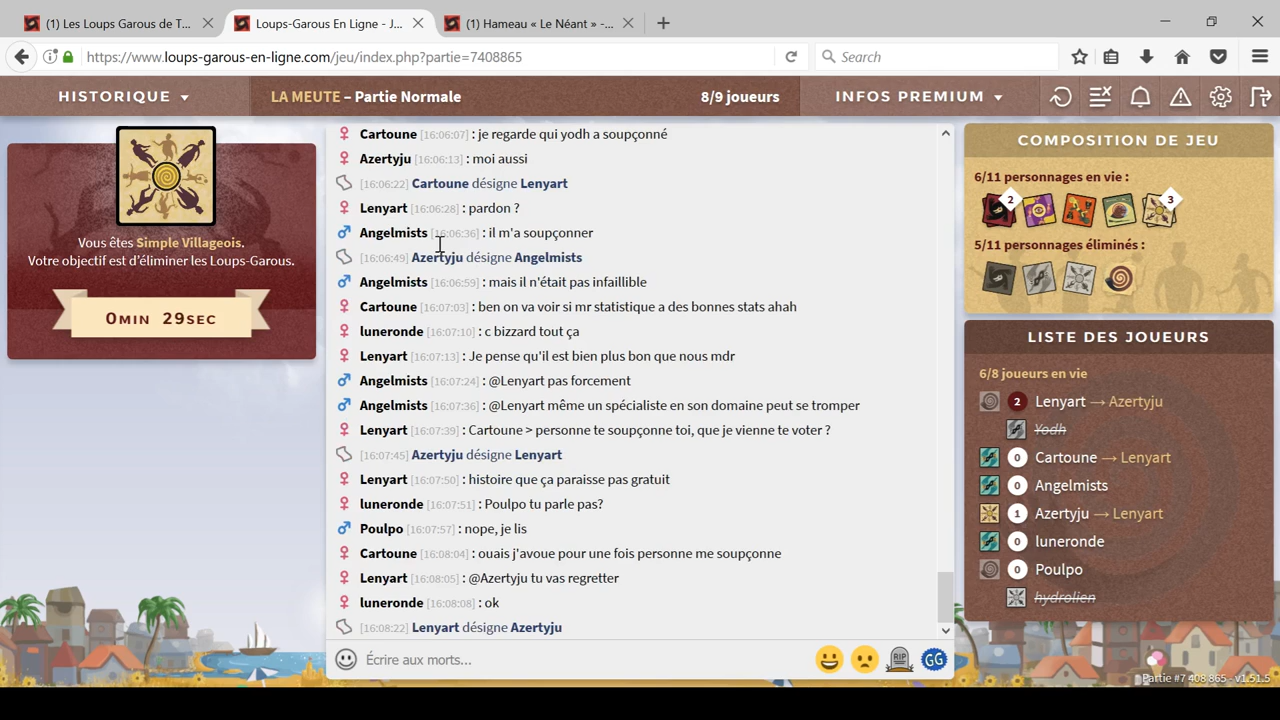 (1) Les Loups Garous de T...
Loups-Garous En Ligne - J...
(1) Hameau « Le Néant » -...
https://www.loups-garous-en-ligne.com/jeu/index.php?partie=7408865
Search
HISTORIQUE
LA MEUTE – Partie Normale
8/9 joueurs
INFOS PREMIUM
Vous êtes Simple Villageois.
Votre objectif est d'éliminer les Loups-Garous.
0MIN 29SEC
Cartoune [16:06:07] : je regarde qui yodh a soupçonné
Azertyju [16:06:13] : moi aussi
[16:06:22] Cartoune désigne Lenyart
Lenyart [16:06:28] : pardon ?
Angelmists [16:06:36] : il m'a soupçonner
[16:06:49] Azertyju désigne Angelmists
Angelmists [16:06:59] : mais il n'était pas infaillible
Cartoune [16:07:03] : ben on va voir si mr statistique a des bonnes stats ahah
luneronde [16:07:10] : c bizzard tout ça
Lenyart [16:07:13] : Je pense qu'il est bien plus bon que nous mdr
Angelmists [16:07:24] : @Lenyart pas forcement
Angelmists [16:07:36] : @Lenyart même un spécialiste en son domaine peut se tromper
Lenyart [16:07:39] : Cartoune > personne te soupçonne toi, que je vienne te voter ?
[16:07:45] Azertyju désigne Lenyart
Lenyart [16:07:50] : histoire que ça paraisse pas gratuit
luneronde [16:07:51] : Poulpo tu parle pas?
Poulpo [16:07:57] : nope, je lis
Cartoune [16:08:04] : ouais j'avoue pour une fois personne me soupçonne
Lenyart [16:08:05] : @Azertyju tu vas regretter
luneronde [16:08:08] : ok
[16:08:22] Lenyart désigne Azertyju
Écrire aux morts...
RIP
GG
COMPOSITION DE JEU
6/11 personnages en vie :
2
3
5/11 personnages éliminés :
LISTE DES JOUEURS
6/8 joueurs en vie
2 Lenyart → Azertyju
Yodh
0 Cartoune → Lenyart
0 Angelmists
1 Azertyju → Lenyart
0 luneronde
0 Poulpo
hydrolien
Partie #7 408 865 - v1.51.5